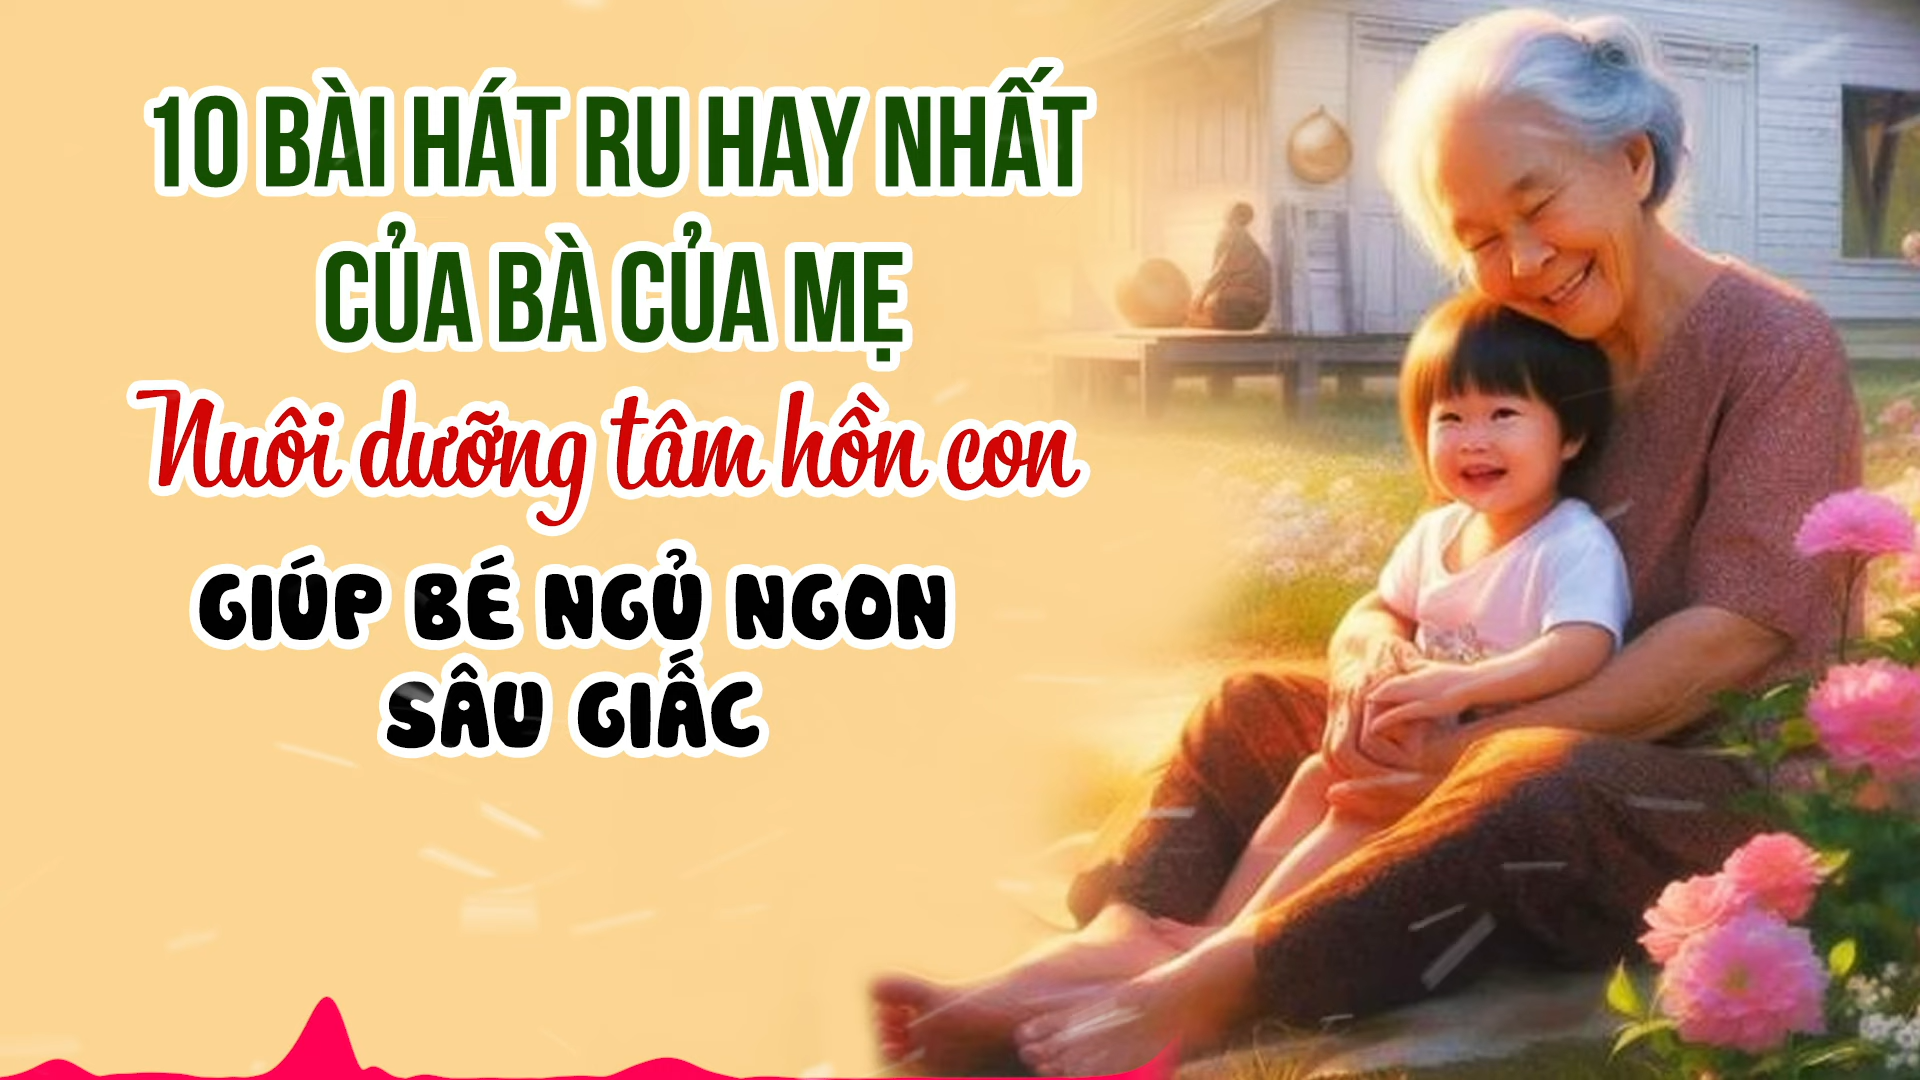 10 BÀI HÁT RU HAY NHẤT
CỦA BÀ CỦA MẸ
Nuôi dưỡng tâm hồn con
GIÚP BÉ NGỦ NGON
SÂU GIẤC